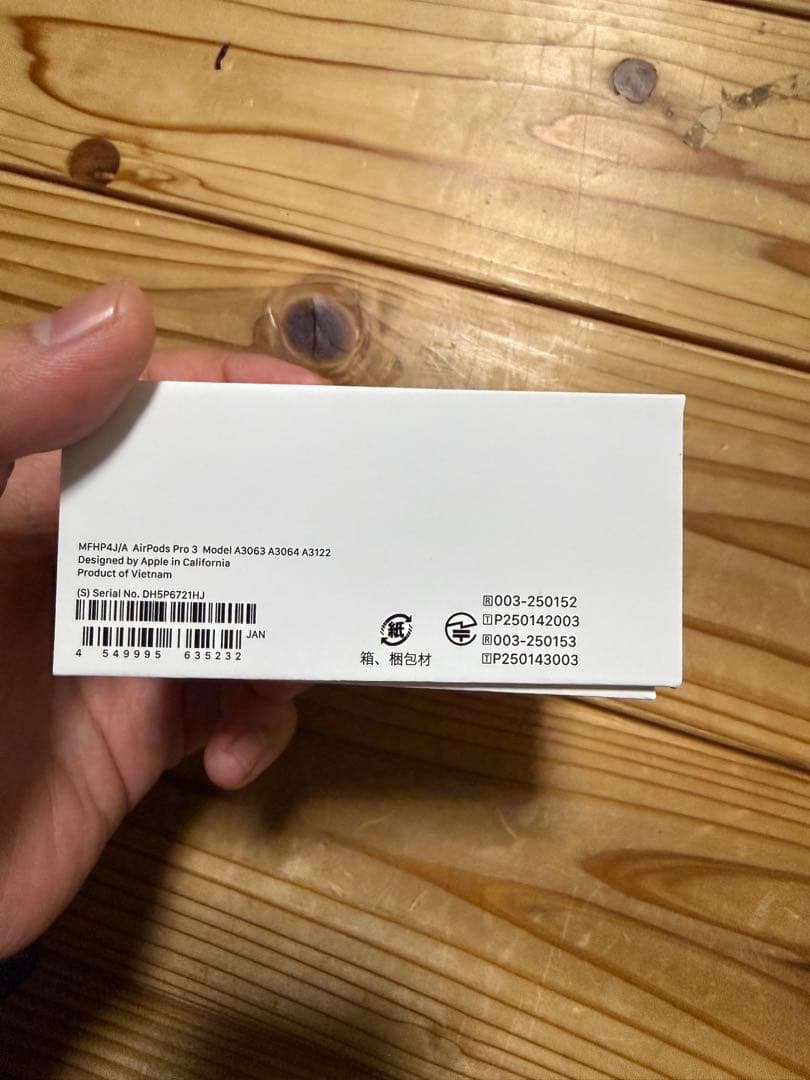 MFHP4J/A AirPods Pro 3 Model A3063 A3064 A3122
Designed by Apple in California
Product of Vietnam
(S) Serial No. DH5P6721HJ
JAN
4 549995 635232
紙
箱、梱包材
R003-250152
TP250142003
R003-250153
TP250143003